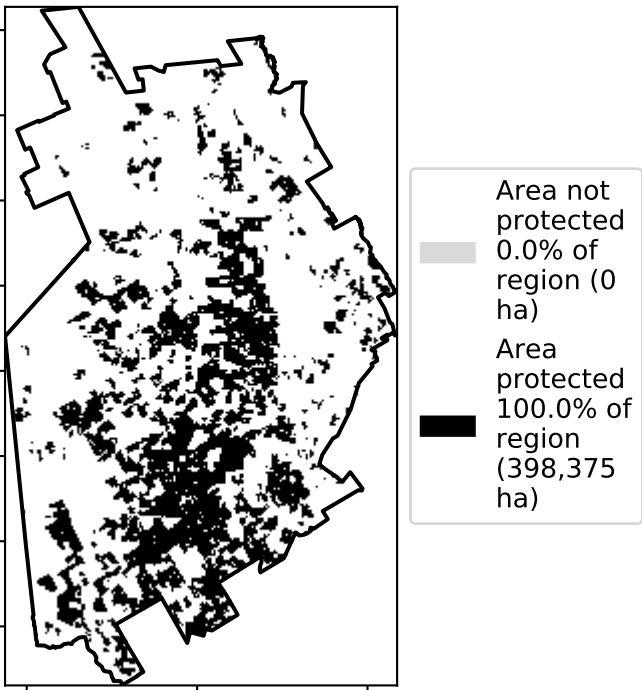 Area not
protected
0.0% of
region (0
ha)
Area
protected
100.0% of
region
(398,375
ha)